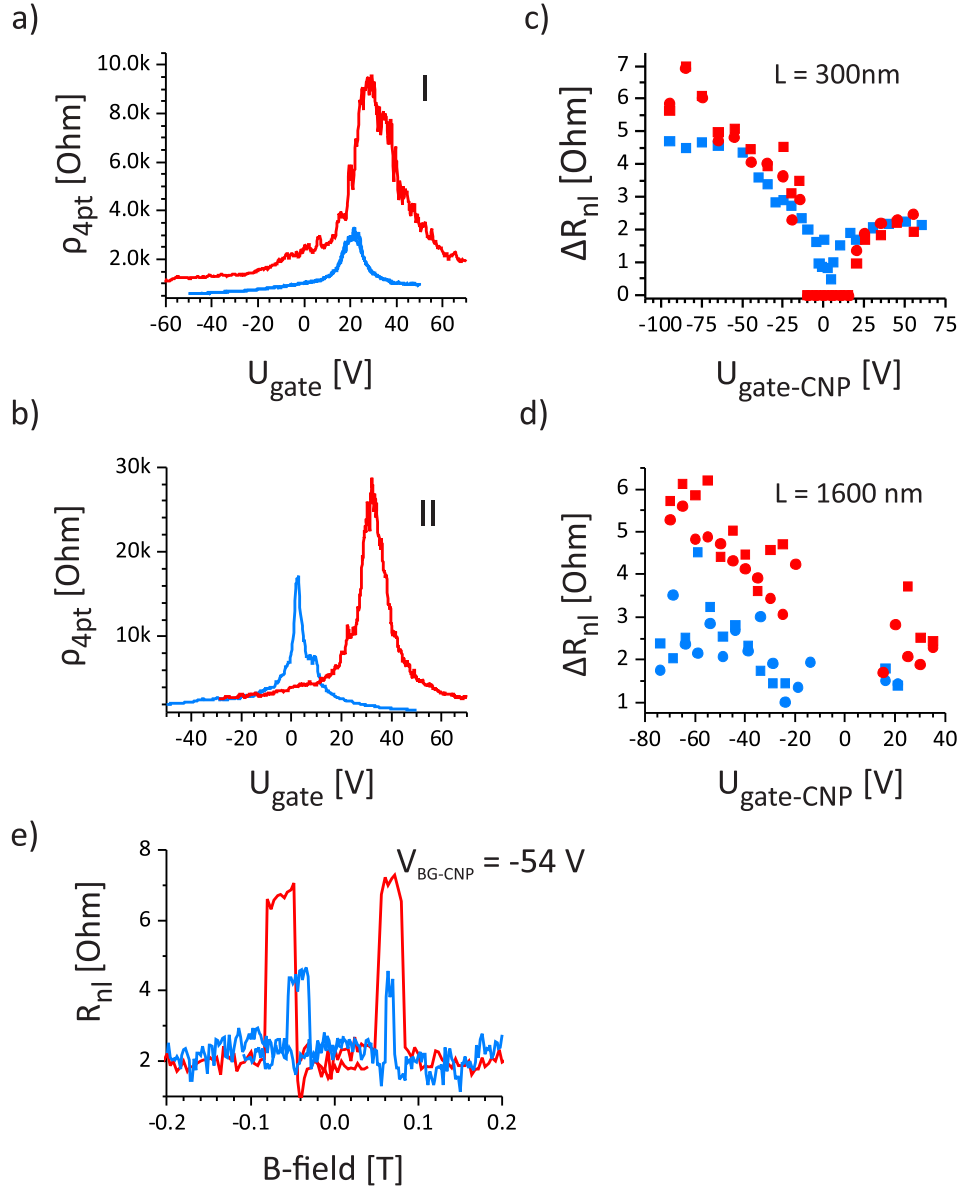 a)
ρ4pt [Ohm]
10.0k
8.0k
6.0k
4.0k
2.0k
I
-60 -40 -20 0 20 40 60
Ugate [V]
c)
ΔRnl [Ohm]
7
6
5
4
3
2
1
0
L = 300nm
-100 -75 -50 -25 0 25 50 75
Ugate-CNP [V]
b)
ρ4pt [Ohm]
30k
20k
10k
II
-40 -20 0 20 40 60
Ugate [V]
d)
ΔRnl [Ohm]
6
5
4
3
2
1
L = 1600 nm
-80 -60 -40 -20 0 20 40
Ugate-CNP [V]
e)
Rnl [Ohm]
8
6
4
2
VBG-CNP = -54 V
-0.2 -0.1 0.0 0.1 0.2
B-field [T]